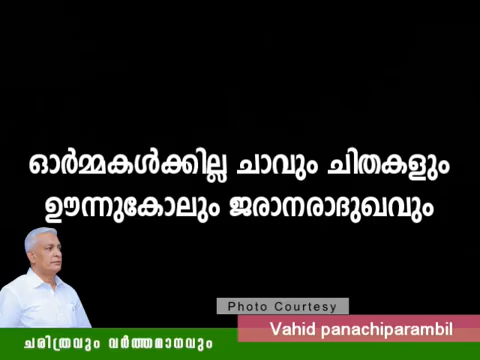 ഓർമ്മകൾക്കില്ല ചാവും ചിതകളും
ഊന്നുകോലും ജരാനരാദുഖവും
Photo Courtesy
Vahid panachiparambil
ചരിത്രവും വർത്തമാനവും